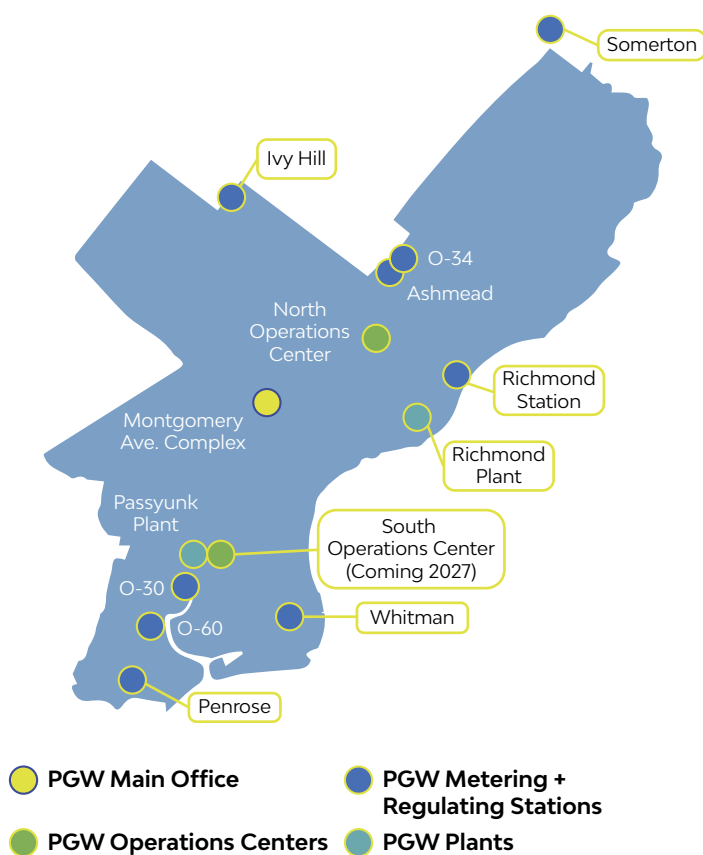 Somerton
Ivy Hill
O-34
Ashmead
North
Operations
Center
Richmond
Station
Montgomery
Ave. Complex
Richmond
Plant
Passyunk
Plant
South
Operations Center
(Coming 2027)
O-30
Whitman
O-60
Penrose
PGW Main Office
PGW Metering +
Regulating Stations
PGW Operations Centers
PGW Plants